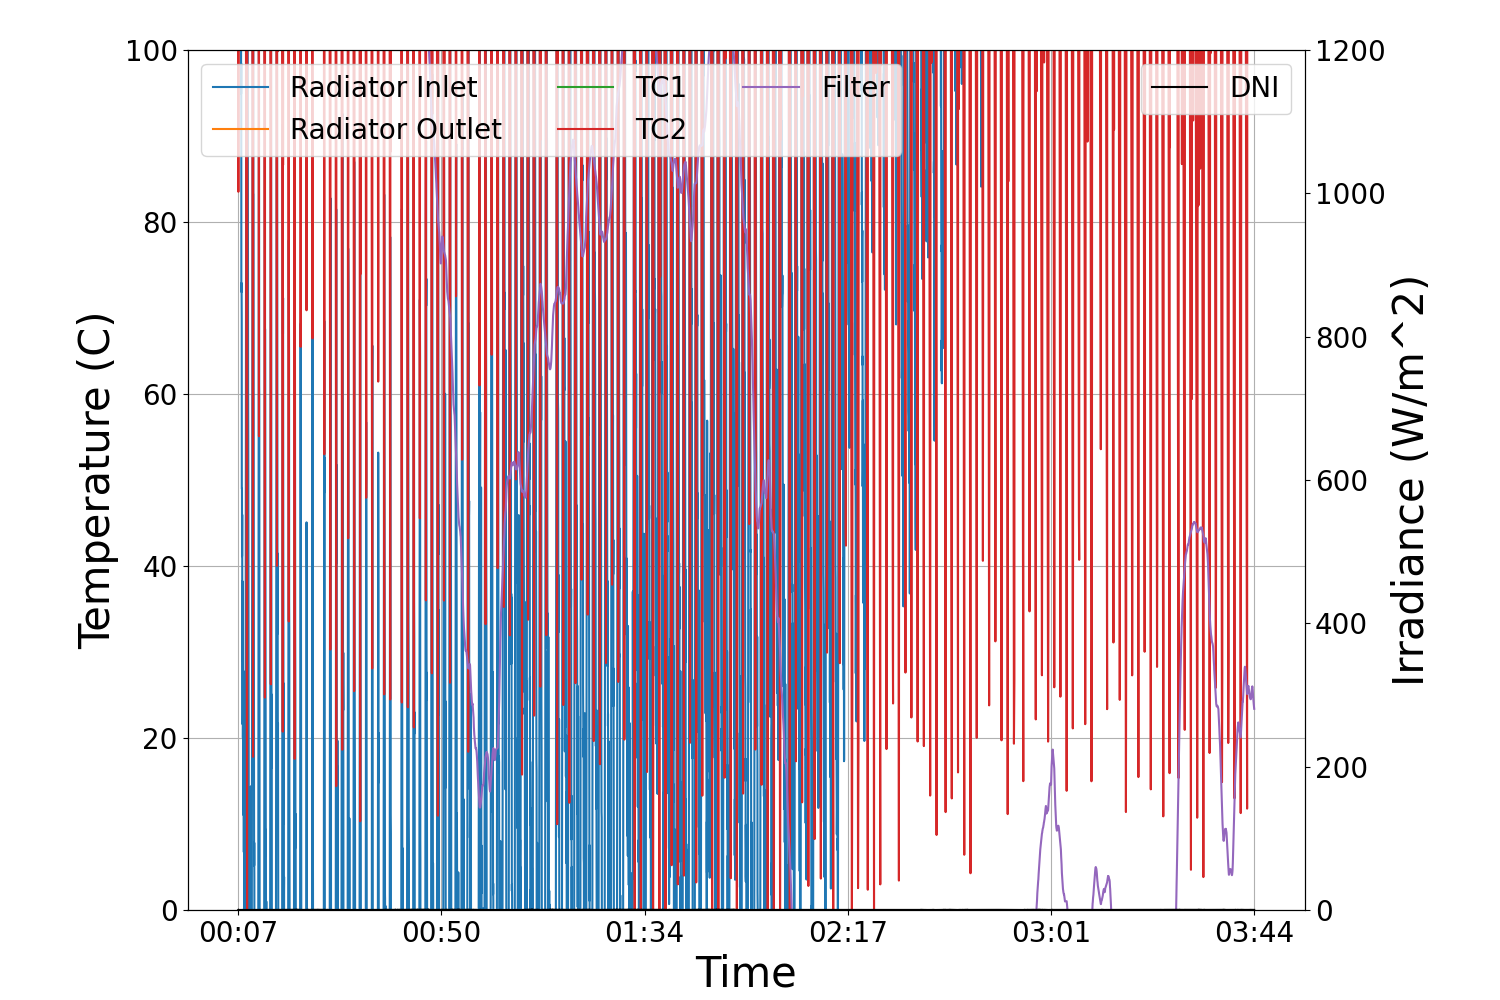 100
80
60
40
20
0
Temperature (C)
Radiator Inlet
Radiator Outlet
TC1
TC2
Filter
DNI
1200
1000
800
600
400
200
0
Irradiance (W/m^2)
00:07
00:50
01:34
02:17
03:01
03:44
Time